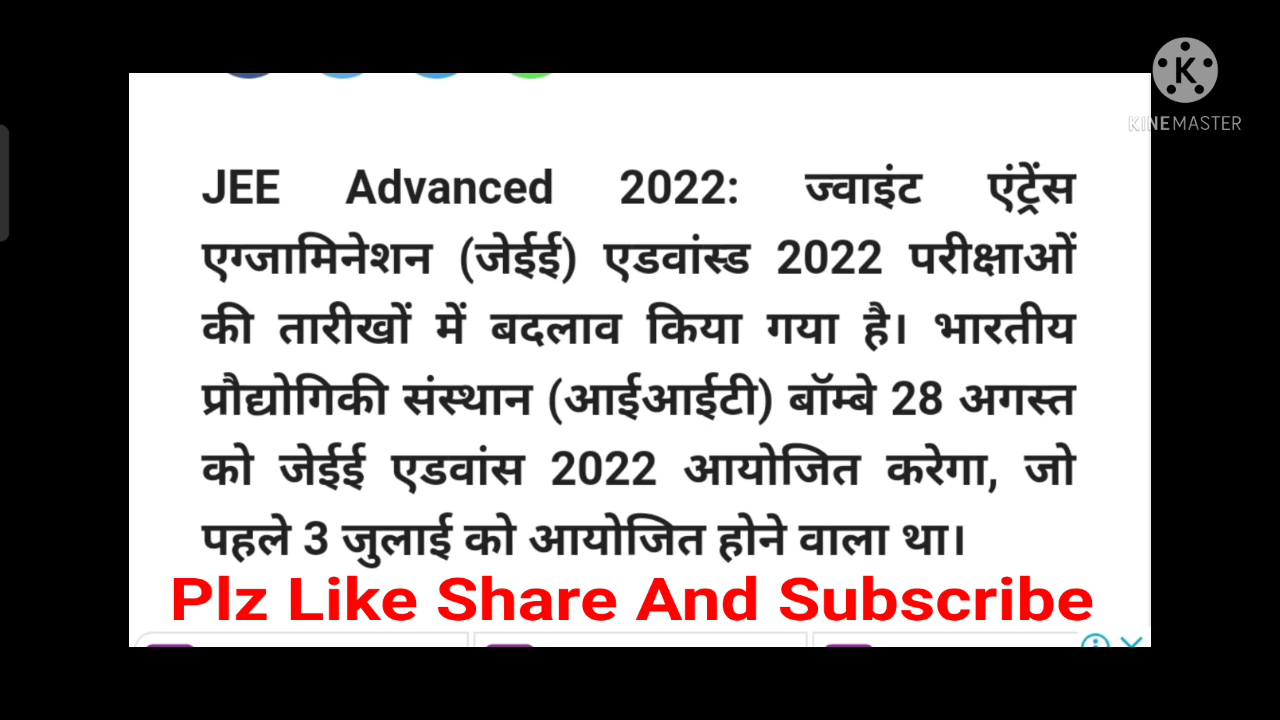 KINEMASTER
JEE Advanced 2022: ज्वाइंट एंट्रेंस
एग्जामिनेशन (जेईई) एडवांस्ड 2022 परीक्षाओं
की तारीखों में बदलाव किया गया है। भारतीय
प्रौद्योगिकी संस्थान (आईआईटी) बॉम्बे 28 अगस्त
को जेईई एडवांस 2022 आयोजित करेगा, जो
पहले 3 जुलाई को आयोजित होने वाला था।
Plz Like Share And Subscribe